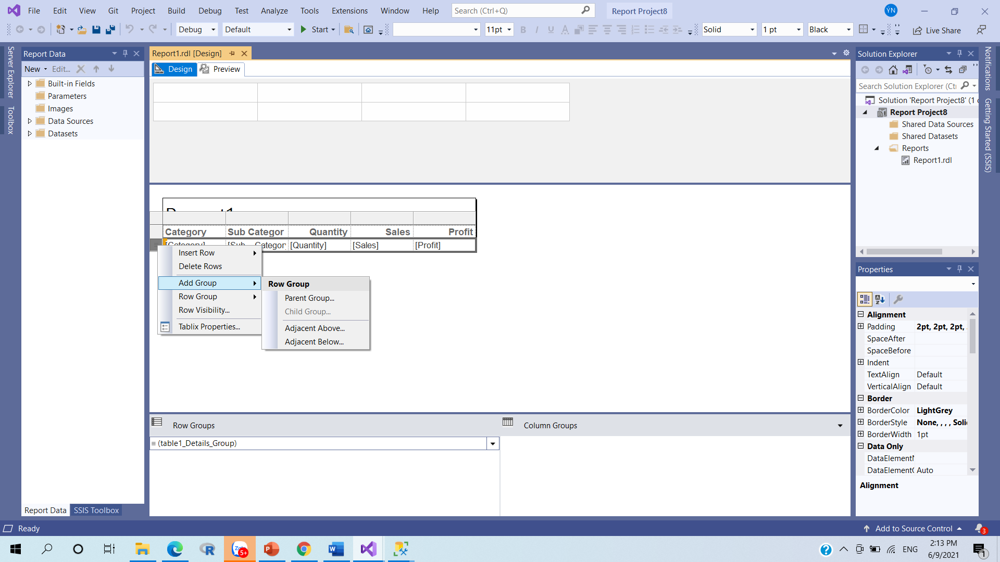 File Edit View Git Project Build Debug Test Analyze Tools Extensions Window Help Search (Ctrl+Q) Report Project8 YN
Debug Default Start 11pt B I U A Solid 1 pt Black Live Share
Server Explorer
Toolbox
Report Data
New Edit...
Built-in Fields
Parameters
Images
Data Sources
Datasets
Report Data SSIS Toolbox
Report1.rdl [Design]
Design Preview
Category Sub Categor Quantity Sales Profit
[Category] [Sub Categor [Quantity] [Sales] [Profit]
Insert Row
Delete Rows
Add Group
Row Group
Row Visibility...
Tablix Properties...
Row Group
Parent Group...
Child Group...
Adjacent Above...
Adjacent Below...
Row Groups
(table1_Details_Group)
Column Groups
Solution Explorer
Search Solution Explorer (Ctr
Solution 'Report Project8' (1
Report Project8
Shared Data Sources
Shared Datasets
Reports
Report1.rdl
Properties
Alignment
Padding 2pt, 2pt, 2pt,
SpaceAfter
SpaceBefore
Indent
TextAlign Default
VerticalAlign Default
Border
BorderColor LightGrey
BorderStyle None, , , , Soli
BorderWidth 1pt
Data Only
DataElementN
DataElementO Auto
Alignment
Notifications
Getting Started (SSIS)
Ready
Add to Source Control 3
5+
ENG
2:13 PM
6/9/2021
1